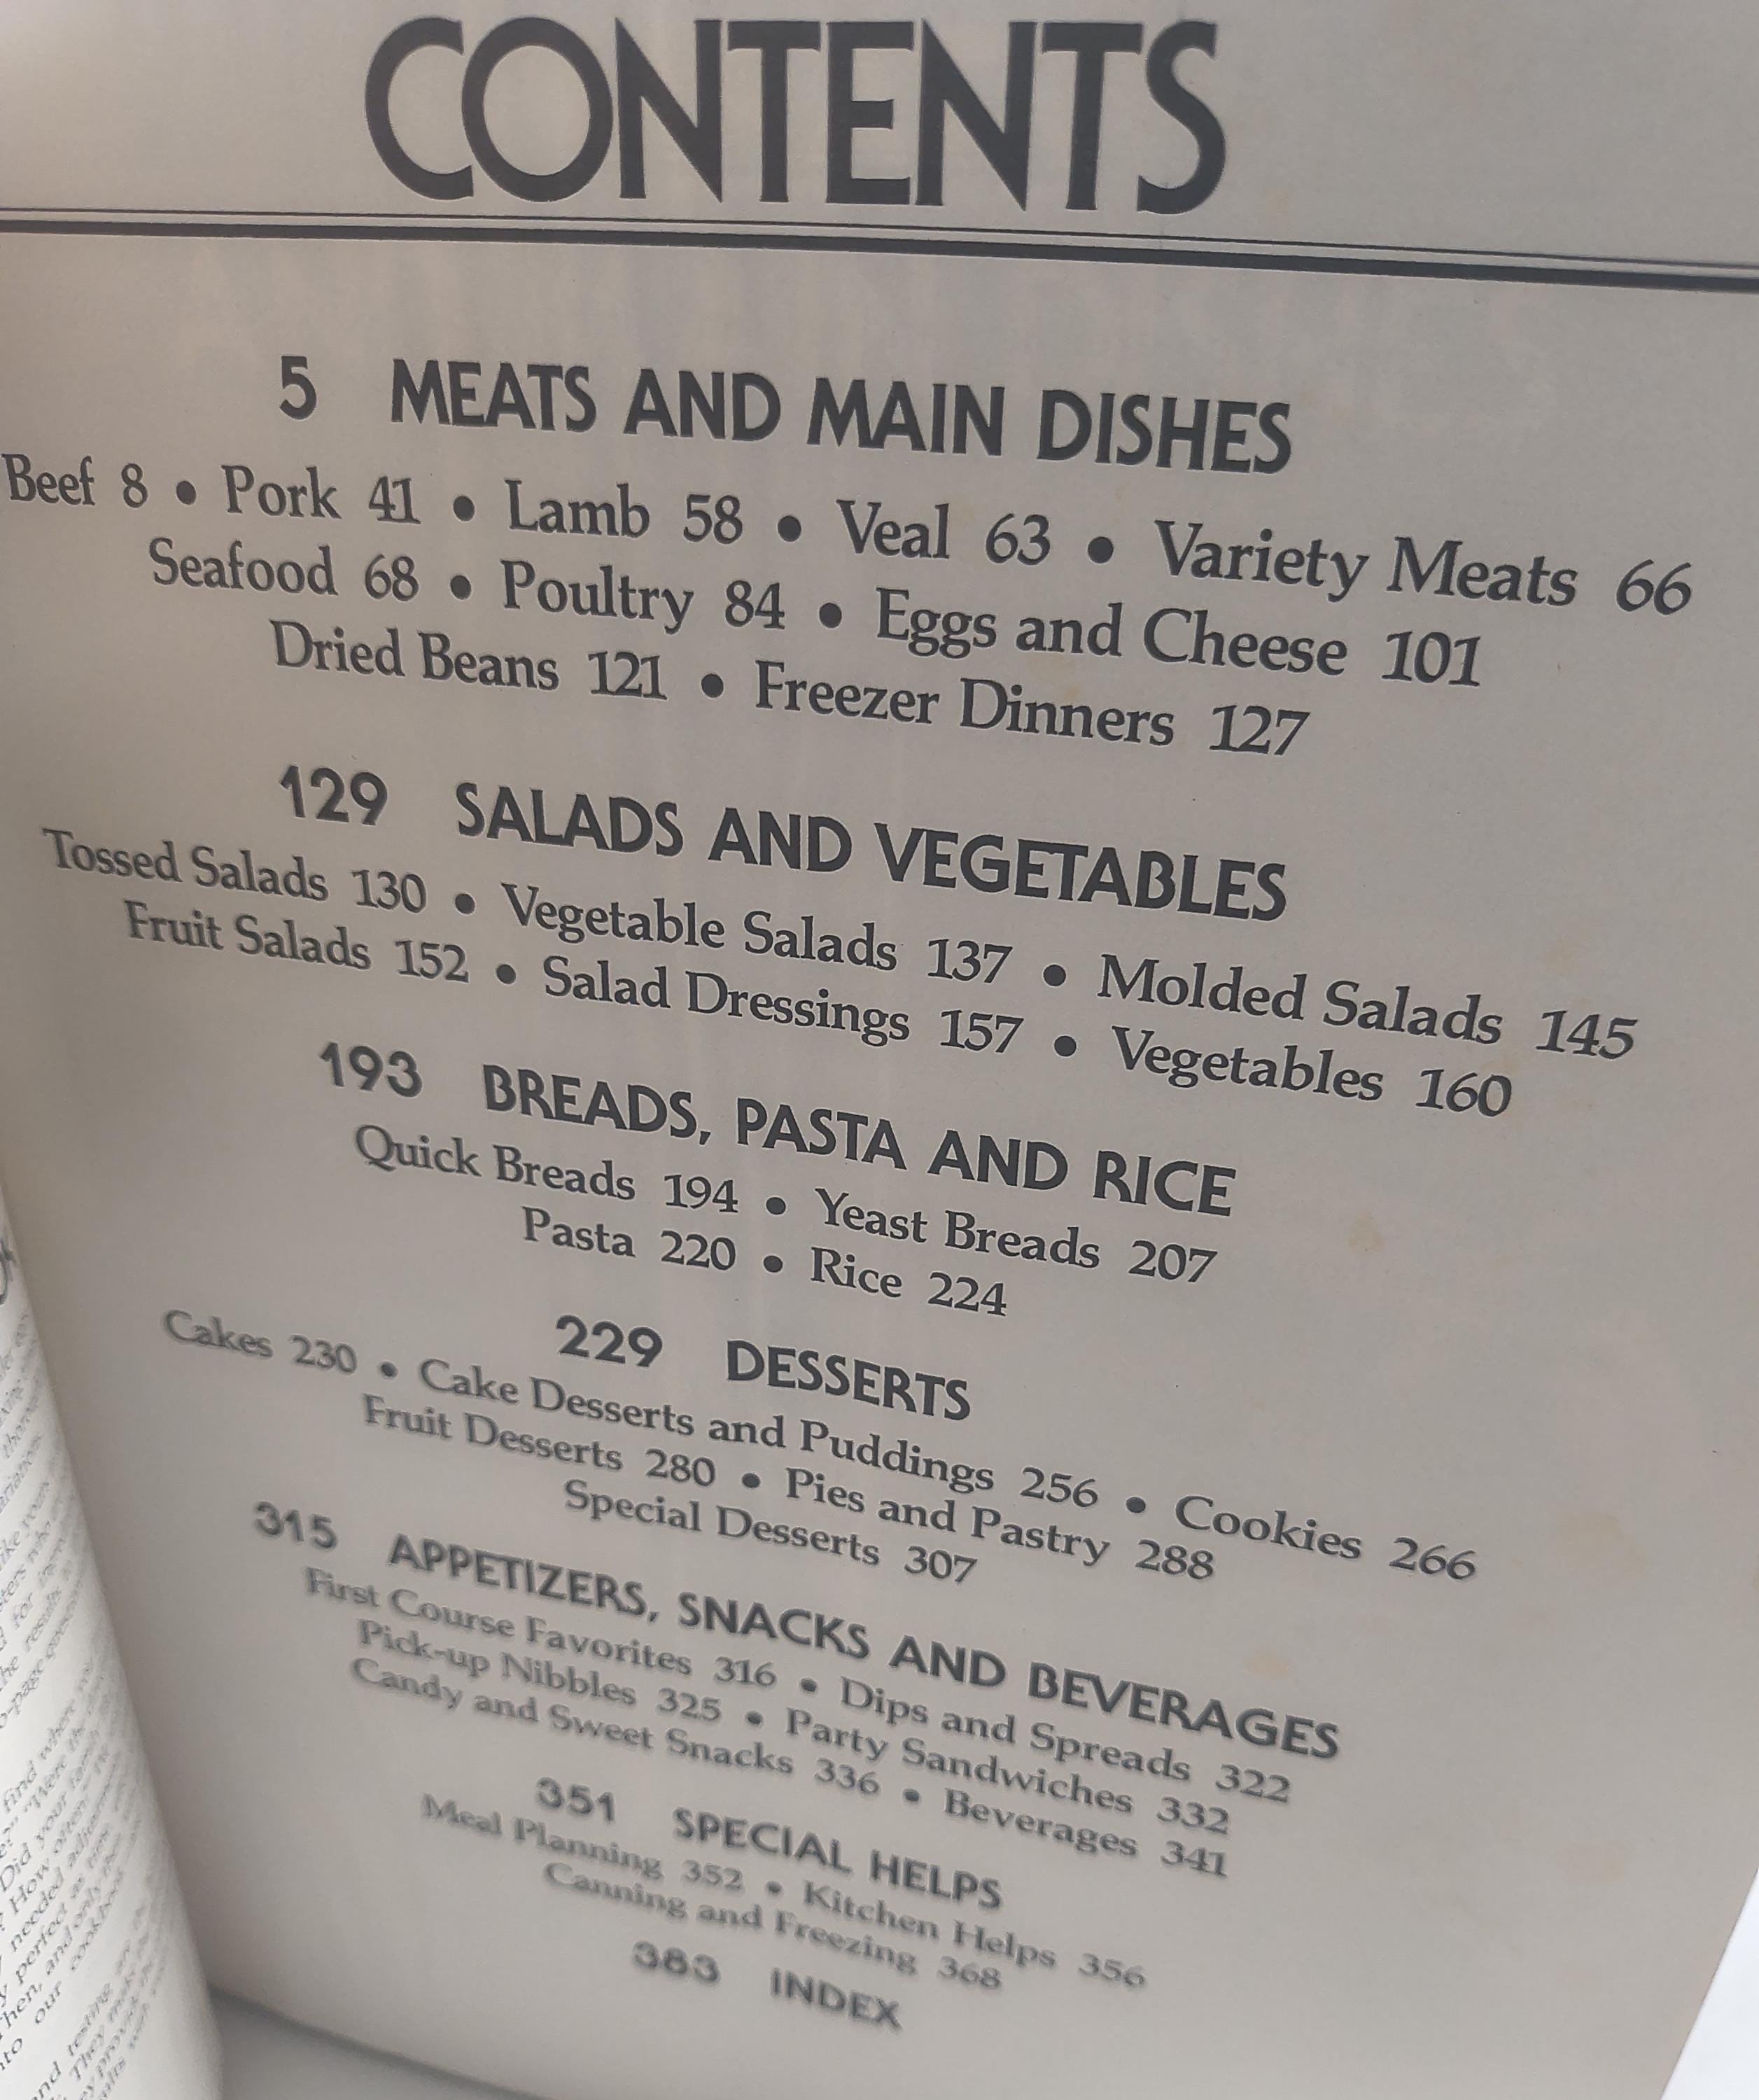 CONTENTS
5 MEATS AND MAIN DISHES
Beef 8 • Pork 41 • Lamb 58 • Veal 63 • Variety Meats 66
Seafood 68 • Poultry 84 • Eggs and Cheese 101
Dried Beans 121 • Freezer Dinners 127
129 SALADS AND VEGETABLES
Tossed Salads 130 • Vegetable Salads 137 • Molded Salads 145
Fruit Salads 152 • Salad Dressings 157 • Vegetables 160
193 BREADS, PASTA AND RICE
Quick Breads 194 • Yeast Breads 207
Pasta 220 • Rice 224
229 DESSERTS
Cakes 230 • Cake Desserts and Puddings 256 • Cookies 266
Fruit Desserts 280 • Pies and Pastry 288
Special Desserts 307
315 APPETIZERS, SNACKS AND BEVERAGES
First Course Favorites 316 • Dips and Spreads 322
Pick-up Nibbles 325 • Party Sandwiches 332
Candy and Sweet Snacks 336 • Beverages 341
351 SPECIAL HELPS
Meal Planning 352 • Kitchen Helps 356
Canning and Freezing 368
383 INDEX